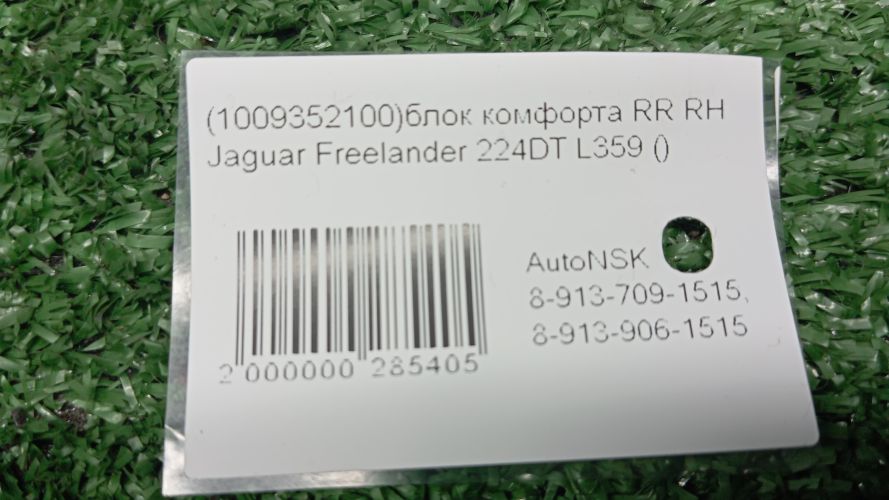 (1009352100)блок комфорта RR RH
Jaguar Freelander 224DT L359 ()
AutoNSK
8-913-709-1515,
8-913-906-1515
2 000000 285405